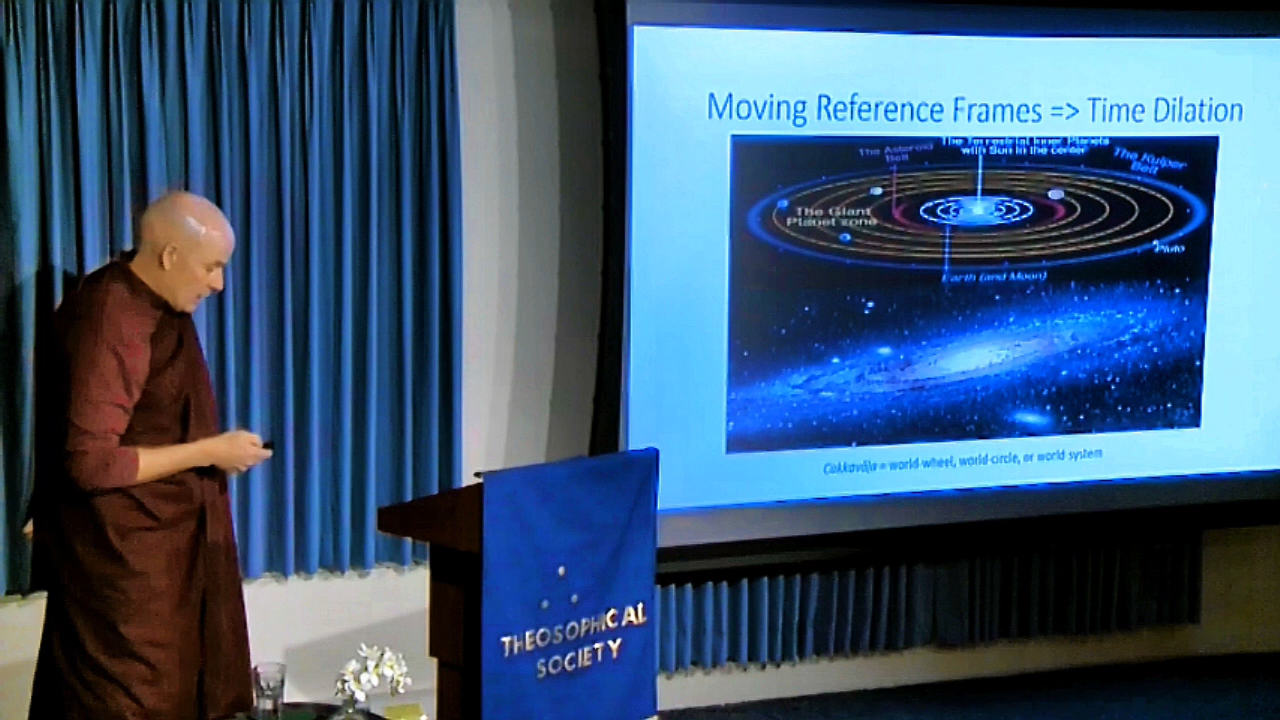 Moving Reference Frames => Time Dilation
The Asteroid
Belt
The Terrestrial Inner Planets
with Sun in the center
The Kuiper
Belt
The Giant
Planet zone
Pluto
Earth (and Moon)
Cakkavāḷa = world-wheel, world-circle, or world system
THEOSOPHICAL
SOCIETY